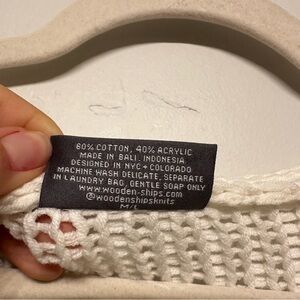 60% COTTON, 40% ACRYLIC
MADE IN BALI, INDONESIA
DESIGNED IN NYC + COLORADO
MACHINE WASH DELICATE, SEPARATE
IN LAUNDRY BAG, GENTLE SOAP ONLY
www.wooden-ships.com
@woodenshipsknits
M/L